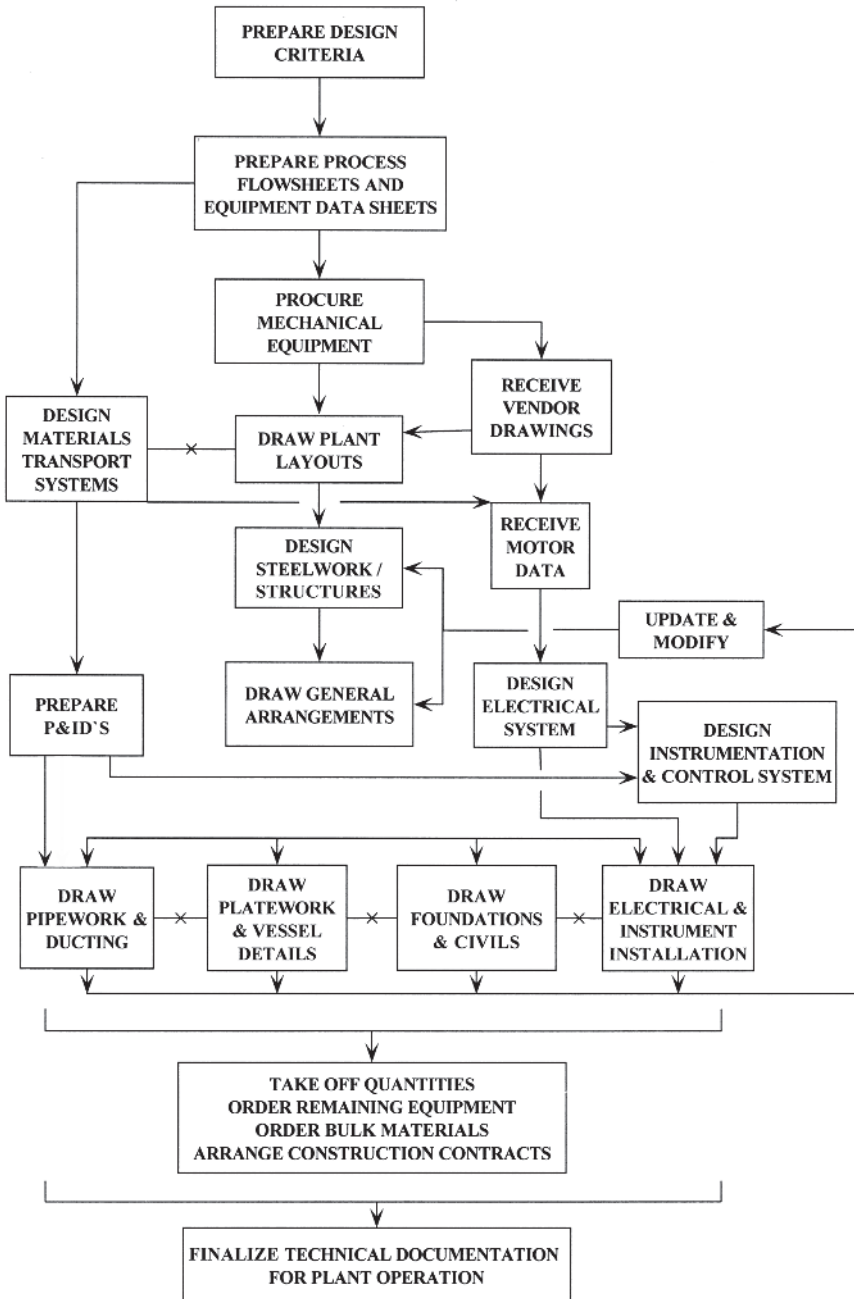 PREPARE DESIGN
CRITERIA
PREPARE PROCESS
FLOWSHEETS AND
EQUIPMENT DATA SHEETS
PROCURE
MECHANICAL
EQUIPMENT
RECEIVE
VENDOR
DRAWINGS
DESIGN
MATERIALS
TRANSPORT
SYSTEMS
DRAW PLANT
LAYOUTS
RECEIVE
MOTOR
DATA
DESIGN
STEELWORK /
STRUCTURES
UPDATE &
MODIFY
DRAW GENERAL
ARRANGEMENTS
DESIGN
ELECTRICAL
SYSTEM
PREPARE
P&ID`S
DESIGN
INSTRUMENTATION
& CONTROL SYSTEM
DRAW
PIPEWORK &
DUCTING
DRAW
PLATEWORK
& VESSEL
DETAILS
DRAW
FOUNDATIONS
& CIVILS
DRAW
ELECTRICAL &
INSTRUMENT
INSTALLATION
TAKE OFF QUANTITIES
ORDER REMAINING EQUIPMENT
ORDER BULK MATERIALS
ARRANGE CONSTRUCTION CONTRACTS
FINALIZE TECHNICAL DOCUMENTATION
FOR PLANT OPERATION